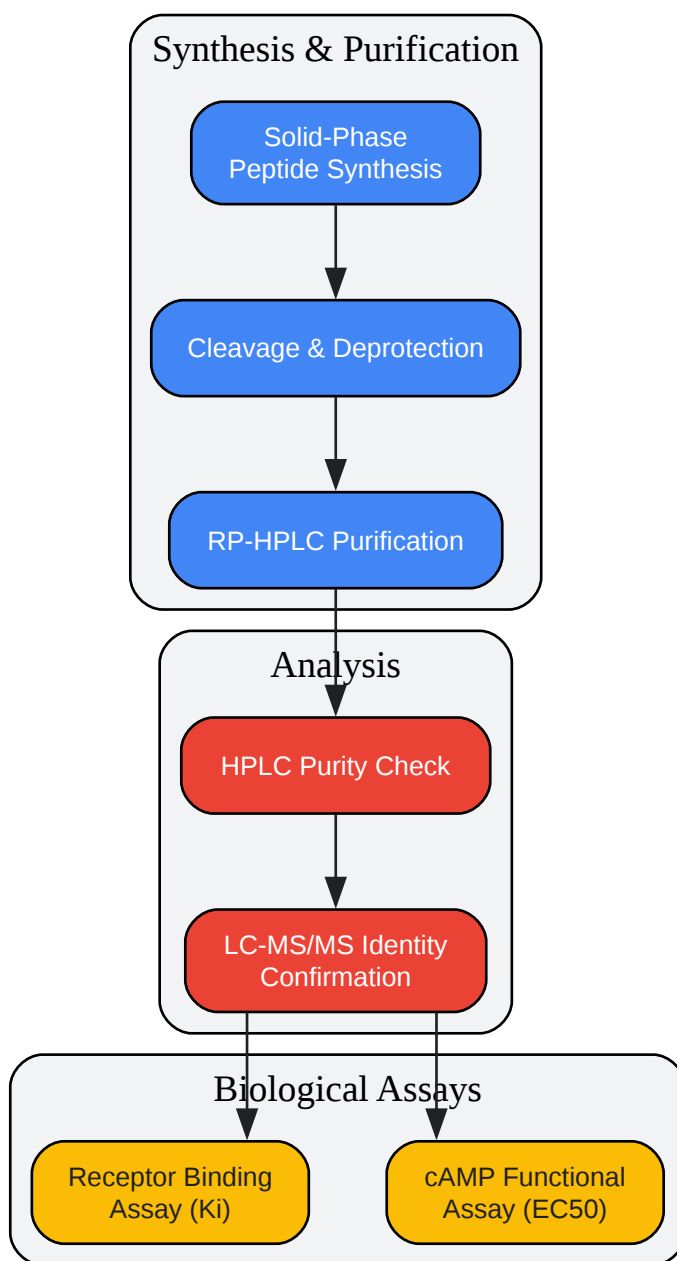 Synthesis & Purification
Solid-Phase
Peptide Synthesis
Cleavage & Deprotection
RP-HPLC Purification
Analysis
HPLC Purity Check
LC-MS/MS Identity
Confirmation
Biological Assays
Receptor Binding
Assay (Ki)
cAMP Functional
Assay (EC50)